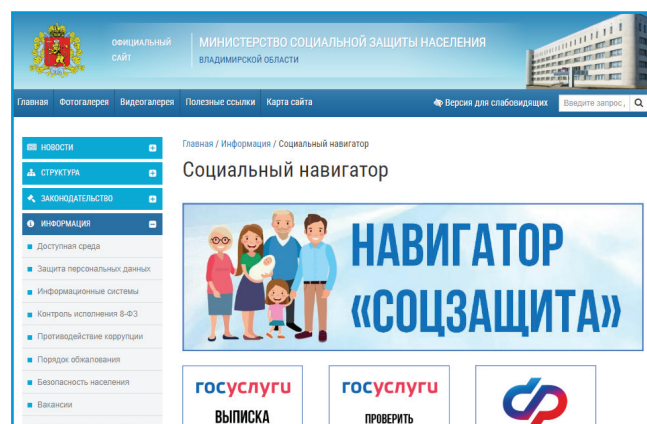 ОФИЦИАЛЬНЫЙ
САЙТ
МИНИСТЕРСТВО СОЦИАЛЬНОЙ ЗАЩИТЫ НАСЕЛЕНИЯ
ВЛАДИМИРСКОЙ ОБЛАСТИ
Главная Фотогалерея Видеогалерея Полезные ссылки Карта сайта Версия для слабовидящих Введите запрос,
НОВОСТИ
СТРУКТУРА
ЗАКОНОДАТЕЛЬСТВО
ИНФОРМАЦИЯ
Доступная среда
Защита персональных данных
Информационные системы
Контроль исполнения 8-ФЗ
Противодействие коррупции
Порядок обжалования
Безопасность населения
Вакансии
Главная / Информация / Социальный навигатор
Социальный навигатор
НАВИГАТОР
«СОЦЗАЩИТА»
госуслуги
ВЫПИСКА
госуслуги
ПРОВЕРИТЬ